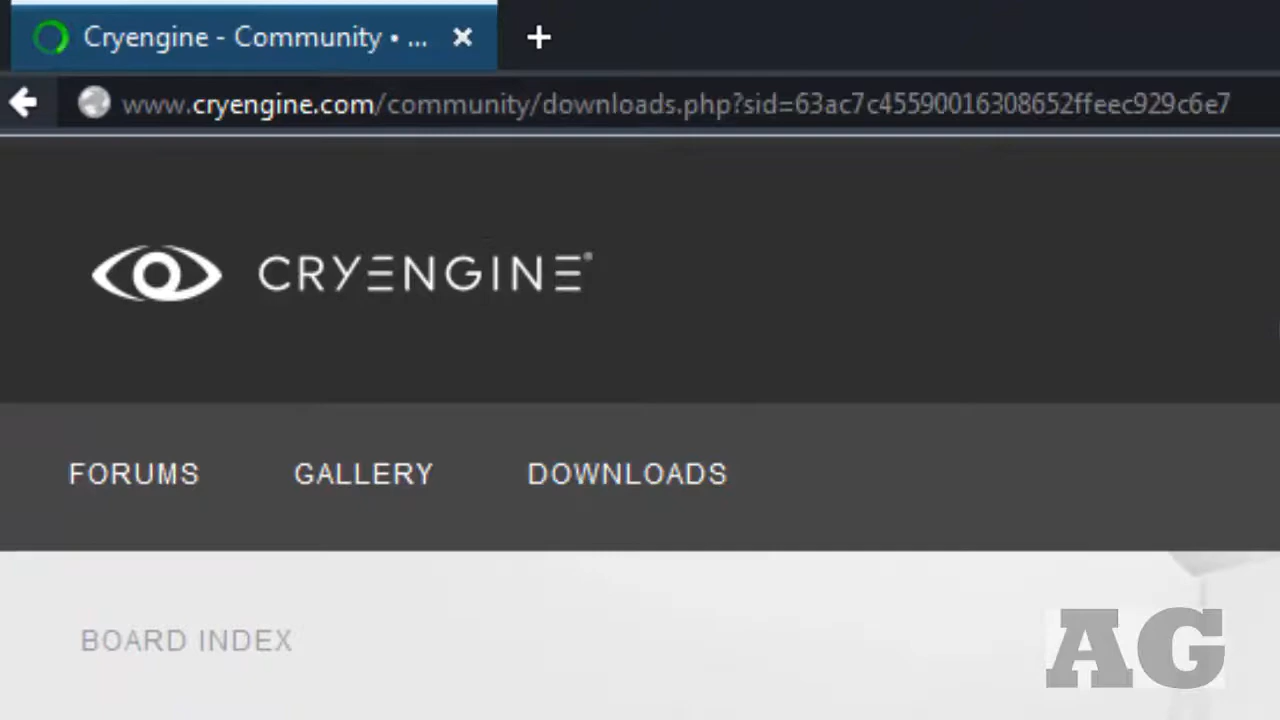 Cryengine - Community • ...
www.cryengine.com/community/downloads.php?sid=63ac7c45590016308652ffeec929c6e7
CRYENGINE®
FORUMS GALLERY DOWNLOADS
BOARD INDEX
AG